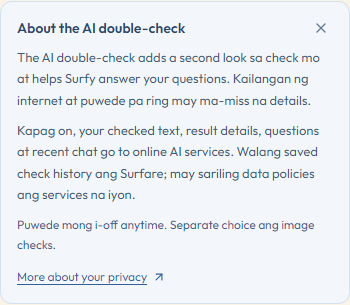 About the AI double-check
The AI double-check adds a second look sa check mo
at helps Surfy answer your questions. Kailangan ng
internet at puwede pa ring may ma-miss na details.
Kapag on, your checked text, result details, questions
at recent chat go to online AI services. Walang saved
check history ang Surfare; may sariling data policies
ang services na iyon.
Puwede mong i-off anytime. Separate choice ang image
checks.
More about your privacy ↗